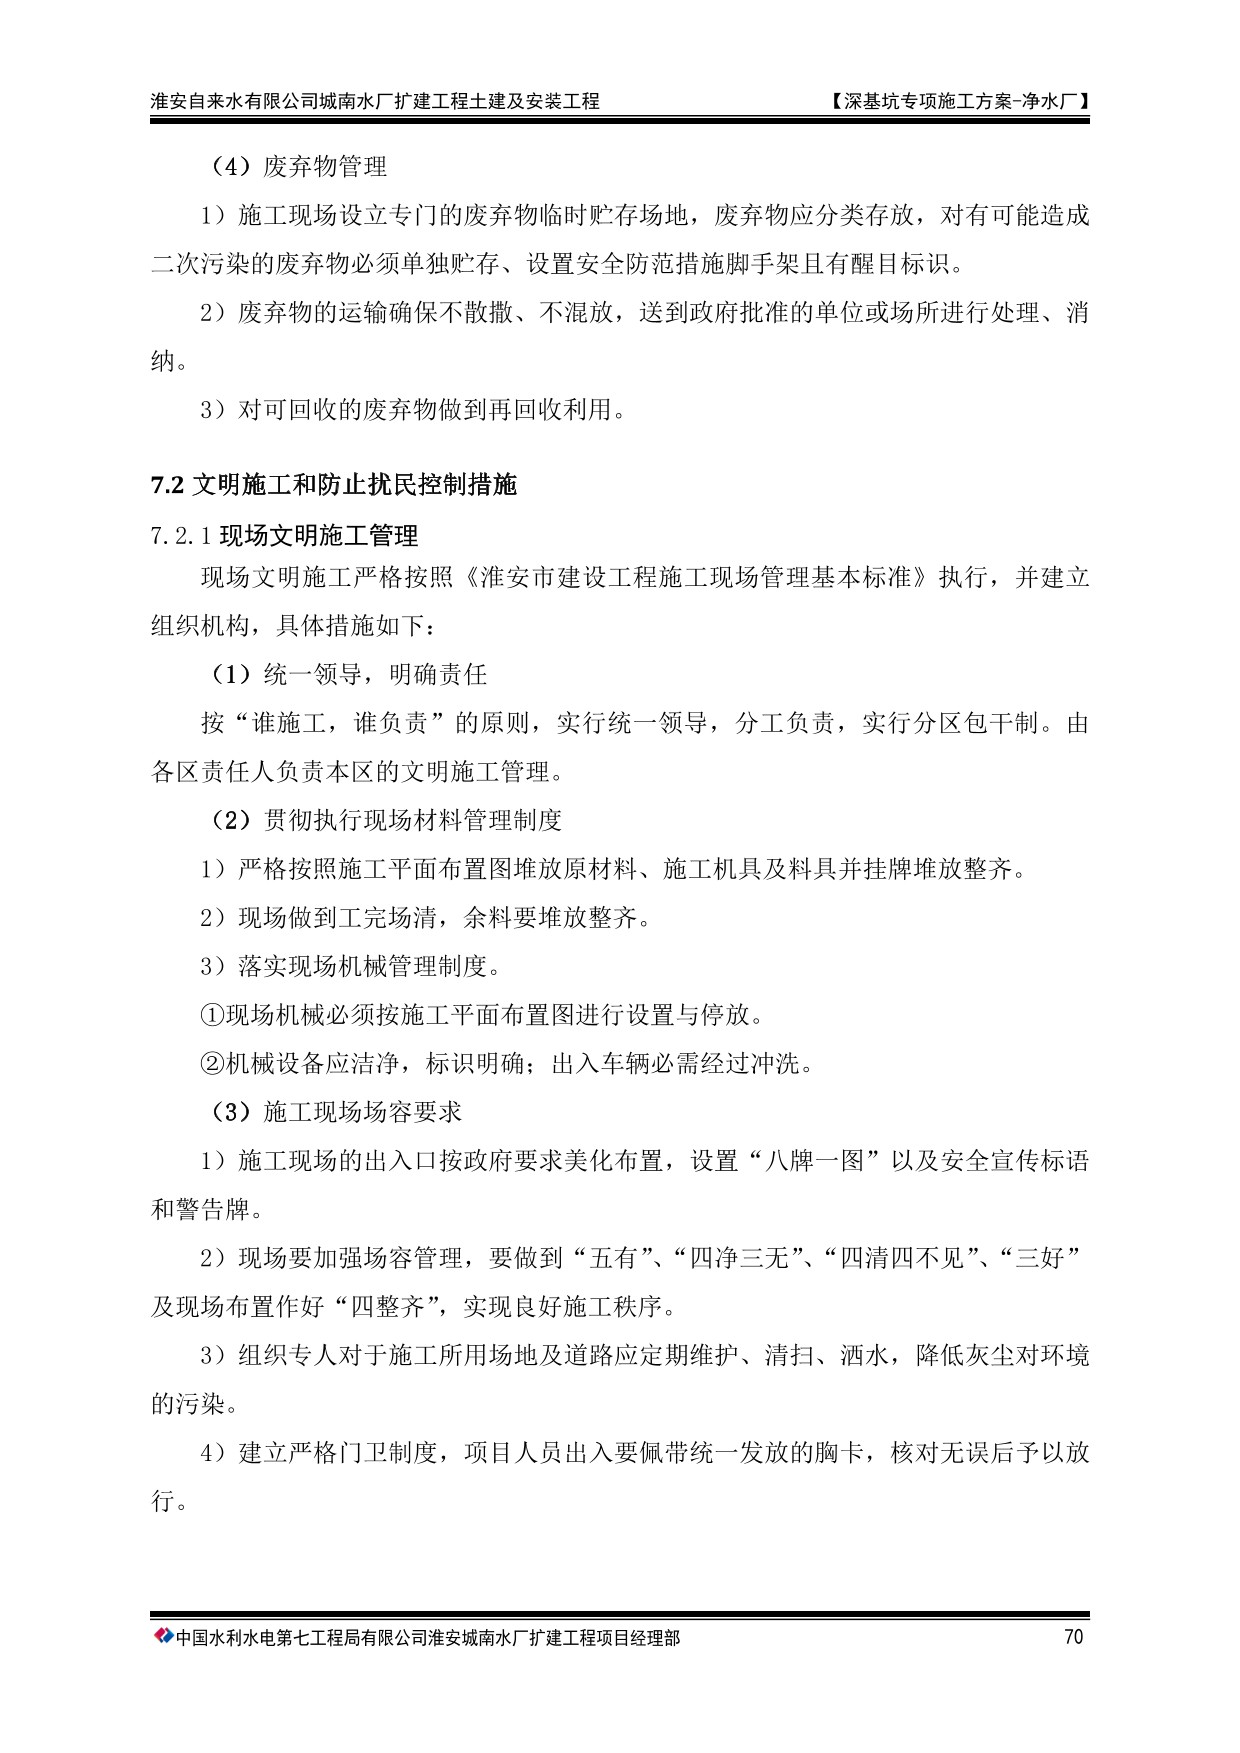 淮安自来水有限公司城南水厂扩建工程土建及安装工程 【深基坑专项施工方案-净水厂】
（4）废弃物管理
1）施工现场设立专门的废弃物临时贮存场地，废弃物应分类存放，对有可能造成
二次污染的废弃物必须单独贮存、设置安全防范措施脚手架且有醒目标识。
2）废弃物的运输确保不散撒、不混放，送到政府批准的单位或场所进行处理、消
纳。
3）对可回收的废弃物做到再回收利用。
7.2 文明施工和防止扰民控制措施
7.2.1 现场文明施工管理
现场文明施工严格按照《淮安市建设工程施工现场管理基本标准》执行，并建立
组织机构，具体措施如下：
（1）统一领导，明确责任
按“谁施工，谁负责”的原则，实行统一领导，分工负责，实行分区包干制。由
各区责任人负责本区的文明施工管理。
（2）贯彻执行现场材料管理制度
1）严格按照施工平面布置图堆放原材料、施工机具及料具并挂牌堆放整齐。
2）现场做到工完场清，余料要堆放整齐。
3）落实现场机械管理制度。
①现场机械必须按施工平面布置图进行设置与停放。
②机械设备应洁净，标识明确；出入车辆必需经过冲洗。
（3）施工现场场容要求
1）施工现场的出入口按政府要求美化布置，设置“八牌一图”以及安全宣传标语
和警告牌。
2）现场要加强场容管理，要做到“五有”、“四净三无”、“四清四不见”、“三好”
及现场布置作好“四整齐”，实现良好施工秩序。
3）组织专人对于施工所用场地及道路应定期维护、清扫、洒水，降低灰尘对环境
的污染。
4）建立严格门卫制度，项目人员出入要佩带统一发放的胸卡，核对无误后予以放
行。
中国水利水电第七工程局有限公司淮安城南水厂扩建工程项目经理部 70